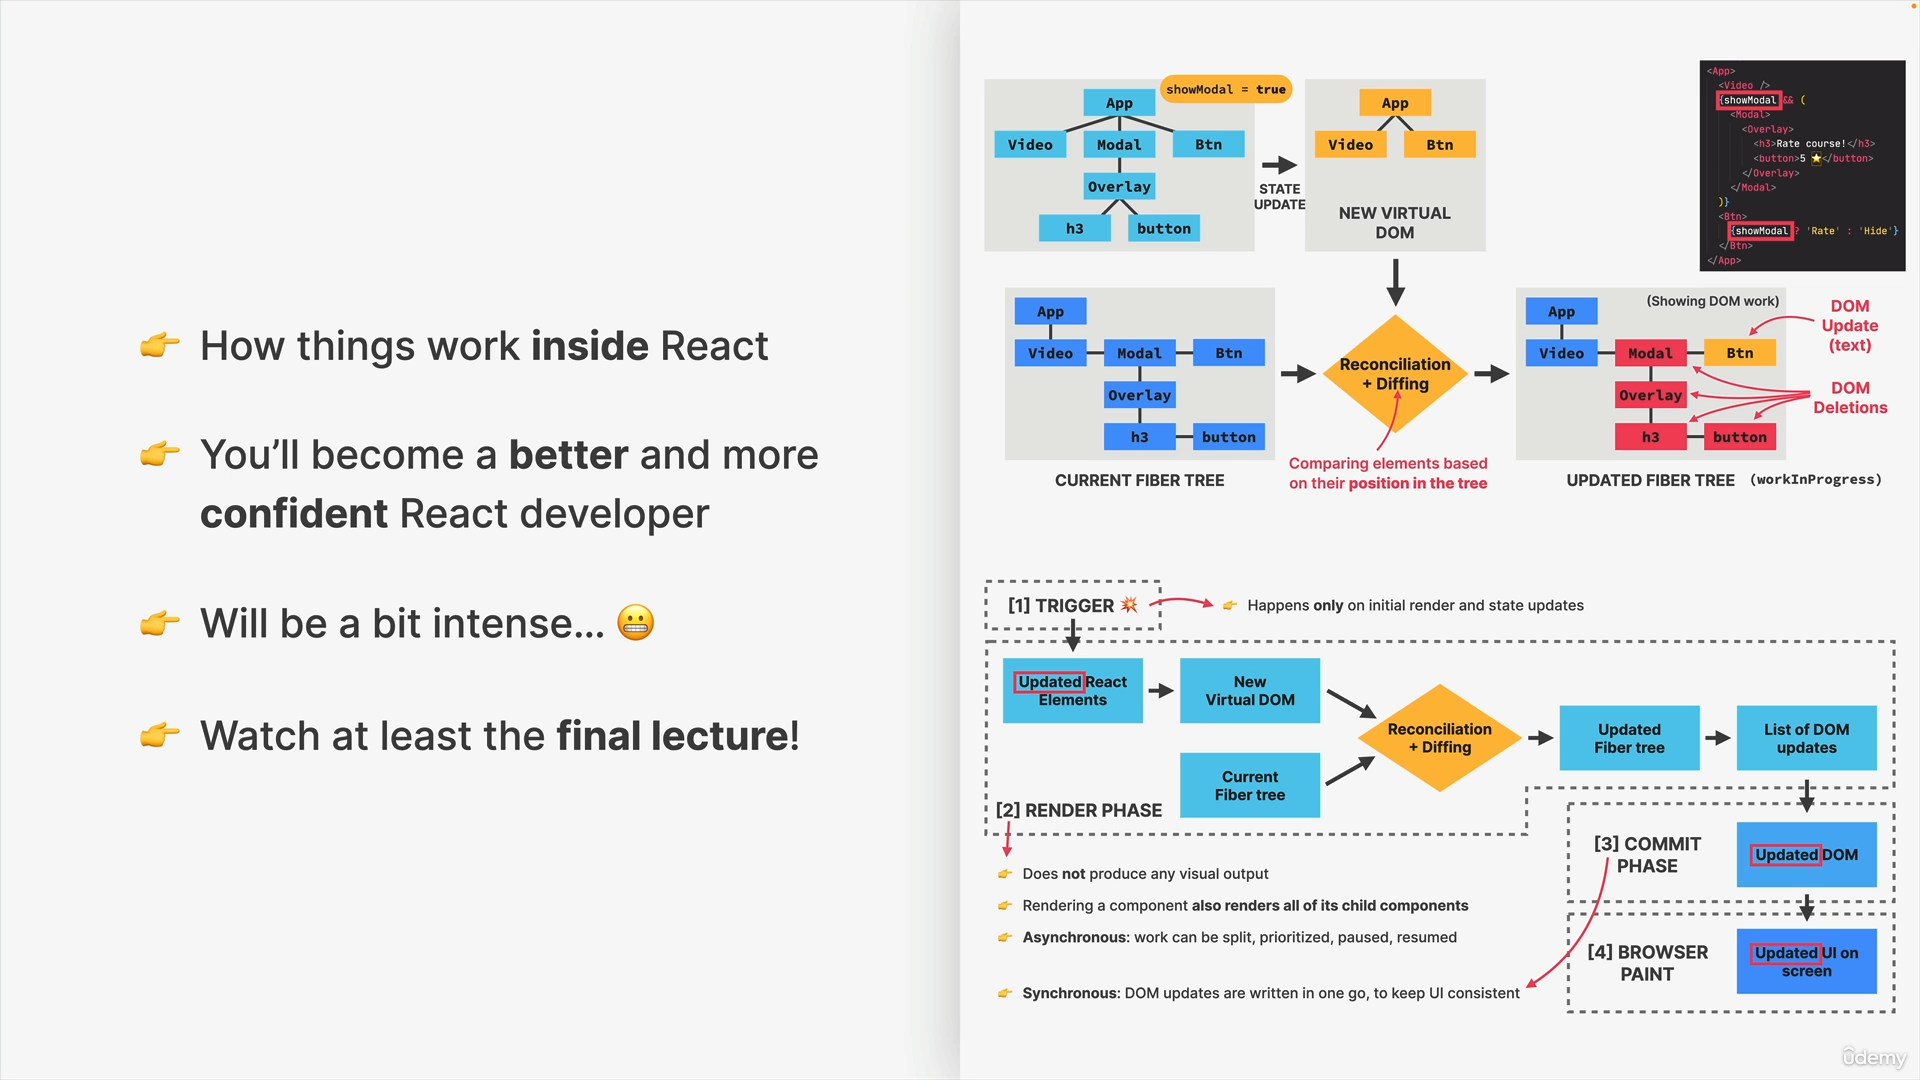 How things work inside React
You'll become a better and more
confident React developer
Will be a bit intense...
Watch at least the final lecture!
showModal = true
App
Video
Modal
Btn
Overlay
h3
button
STATE
UPDATE
App
Video
Btn
NEW VIRTUAL
DOM
<App>
<Video />
{showModal && (
<Modal>
<Overlay>
<h3>Rate course!</h3>
<button>5 ⭐</button>
</Overlay>
</Modal>
)}
<Btn>
{showModal ? 'Rate' : 'Hide'}
</Btn>
</App>
App
Video
Modal
Btn
Overlay
h3
button
CURRENT FIBER TREE
Reconciliation
+ Diffing
Comparing elements based
on their position in the tree
(Showing DOM work)
App
Video
Modal
Btn
Overlay
h3
button
UPDATED FIBER TREE (workInProgress)
DOM
Update
(text)
DOM
Deletions
[1] TRIGGER
Happens only on initial render and state updates
Updated React
Elements
New
Virtual DOM
Current
Fiber tree
Reconciliation
+ Diffing
Updated
Fiber tree
List of DOM
updates
[2] RENDER PHASE
Does not produce any visual output
Rendering a component also renders all of its child components
Asynchronous: work can be split, prioritized, paused, resumed
[3] COMMIT
PHASE
Updated DOM
[4] BROWSER
PAINT
Updated UI on
screen
Synchronous: DOM updates are written in one go, to keep UI consistent
ûdemy